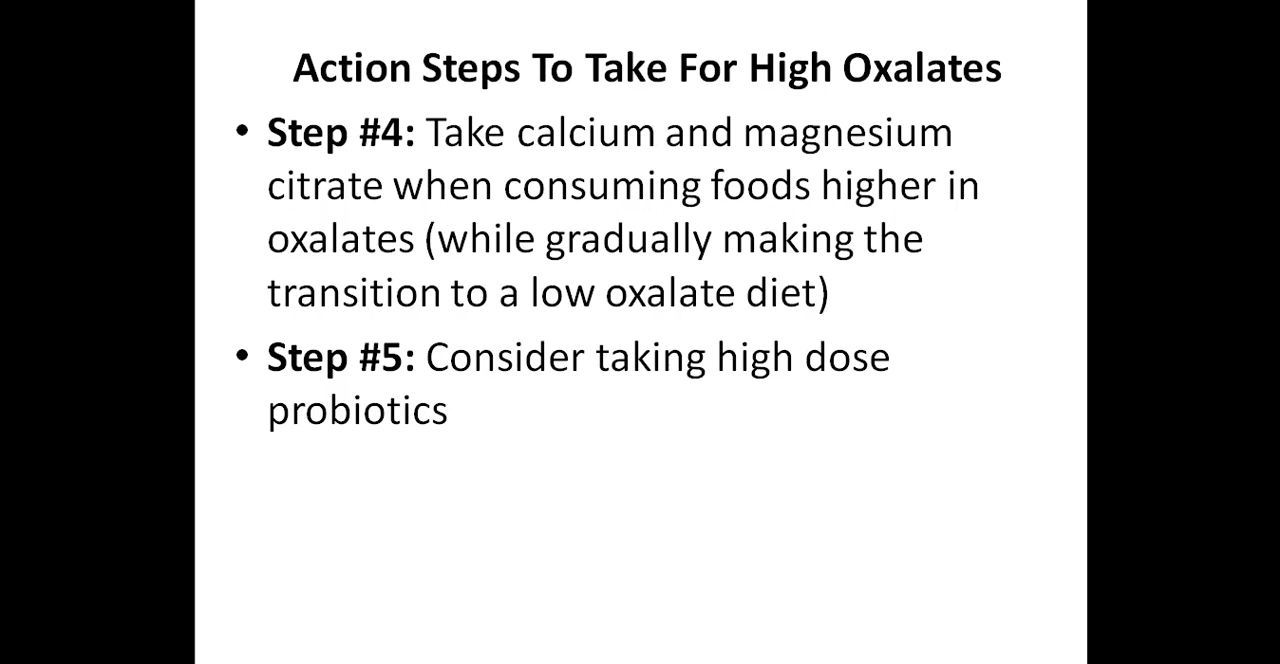 Action Steps To Take For High Oxalates
• Step #4: Take calcium and magnesium
citrate when consuming foods higher in
oxalates (while gradually making the
transition to a low oxalate diet)
• Step #5: Consider taking high dose
probiotics